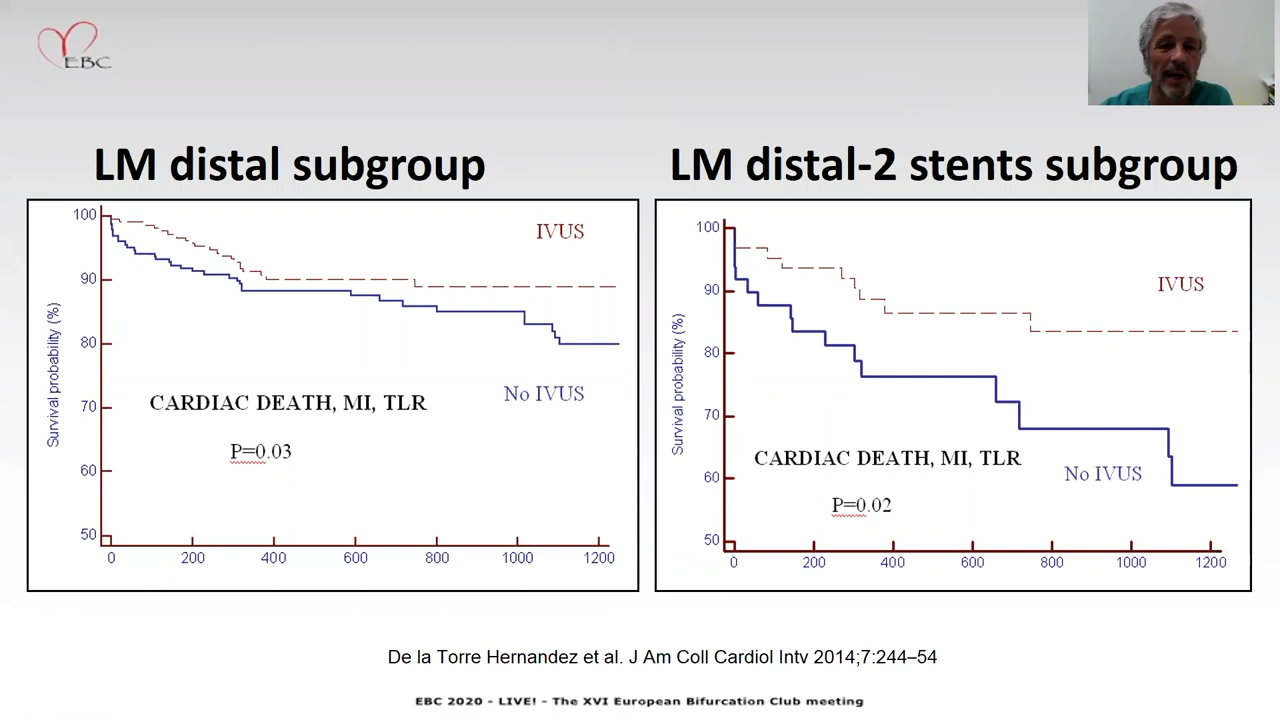 EBC
LM distal subgroup
Survival probability (%)
100
90
80
70
60
50
IVUS
No IVUS
CARDIAC DEATH, MI, TLR
P=0.03
0 200 400 600 800 1000 1200
LM distal-2 stents subgroup
Survival probability (%)
100
90
80
70
60
50
IVUS
CARDIAC DEATH, MI, TLR
No IVUS
P=0.02
0 200 400 600 800 1000 1200
De la Torre Hernandez et al. J Am Coll Cardiol Intv 2014;7:244–54
EBC 2020 - LIVE! - The XVI European Bifurcation Club meeting